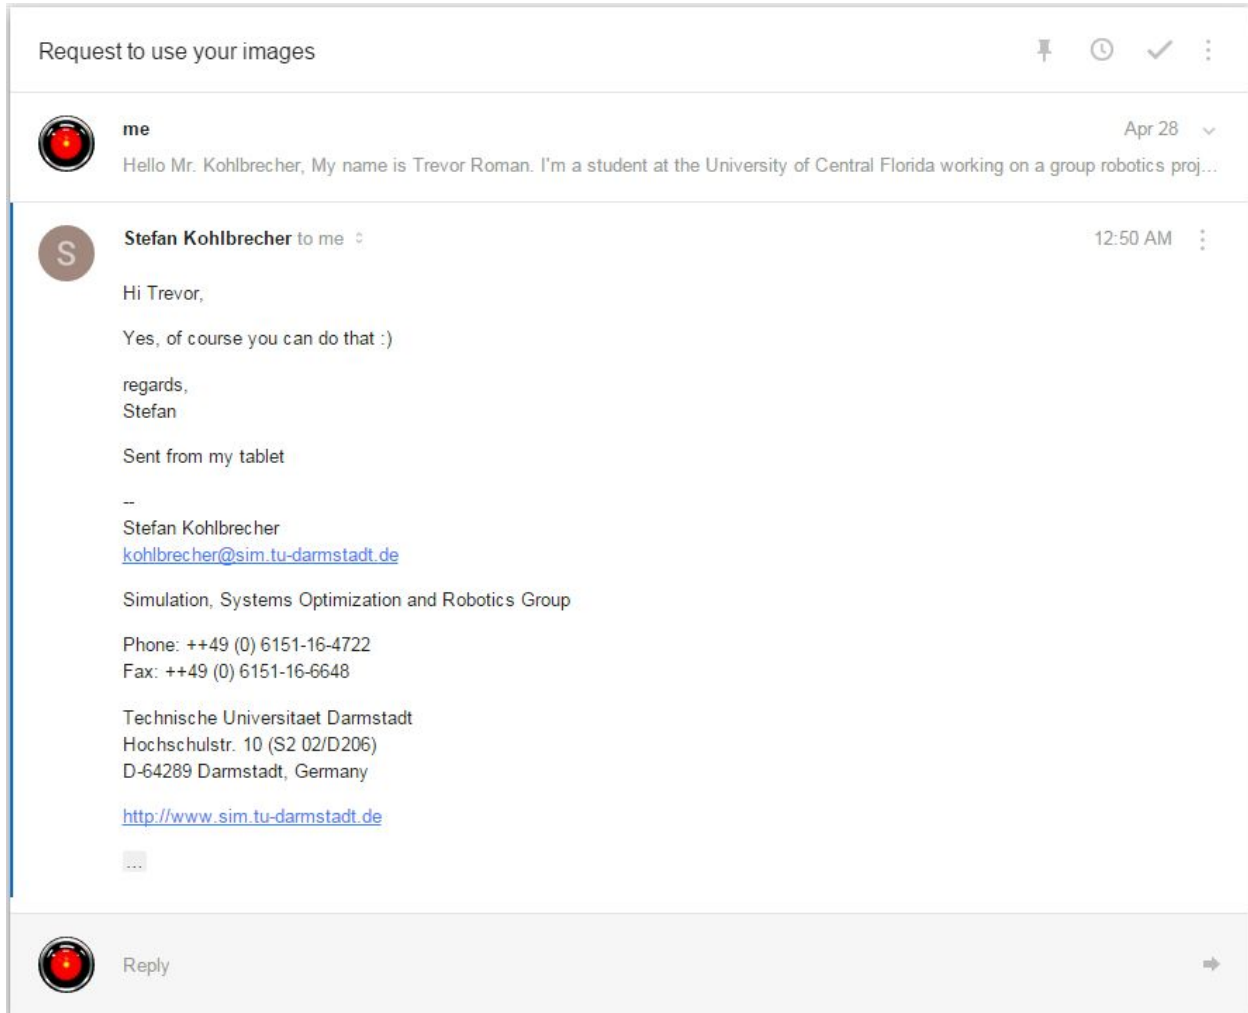 Request to use your images
me
Apr 28
Hello Mr. Kohlbrecher, My name is Trevor Roman. I'm a student at the University of Central Florida working on a group robotics proj...
S
Stefan Kohlbrecher to me
12:50 AM
Hi Trevor,
Yes, of course you can do that :)
regards,
Stefan
Sent from my tablet
--
Stefan Kohlbrecher
kohlbrecher@sim.tu-darmstadt.de
Simulation, Systems Optimization and Robotics Group
Phone: ++49 (0) 6151-16-4722
Fax: ++49 (0) 6151-16-6648
Technische Universitaet Darmstadt
Hochschulstr. 10 (S2 02/D206)
D-64289 Darmstadt, Germany
http://www.sim.tu-darmstadt.de
...
Reply